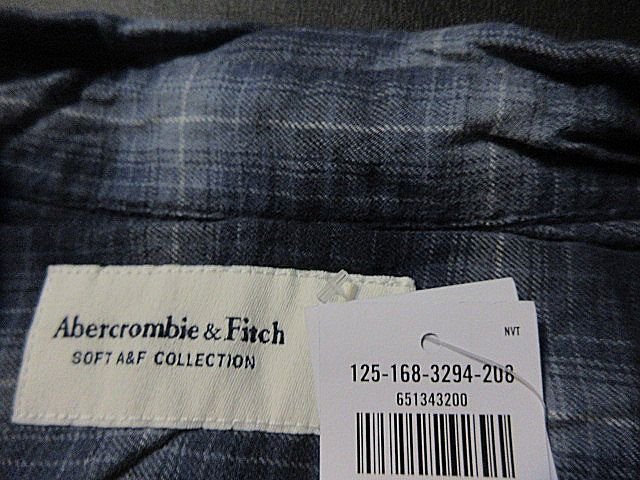 Abercrombie & Fitch
SOFT A&F COLLECTION
NVT
125-168-3294-208
651343200